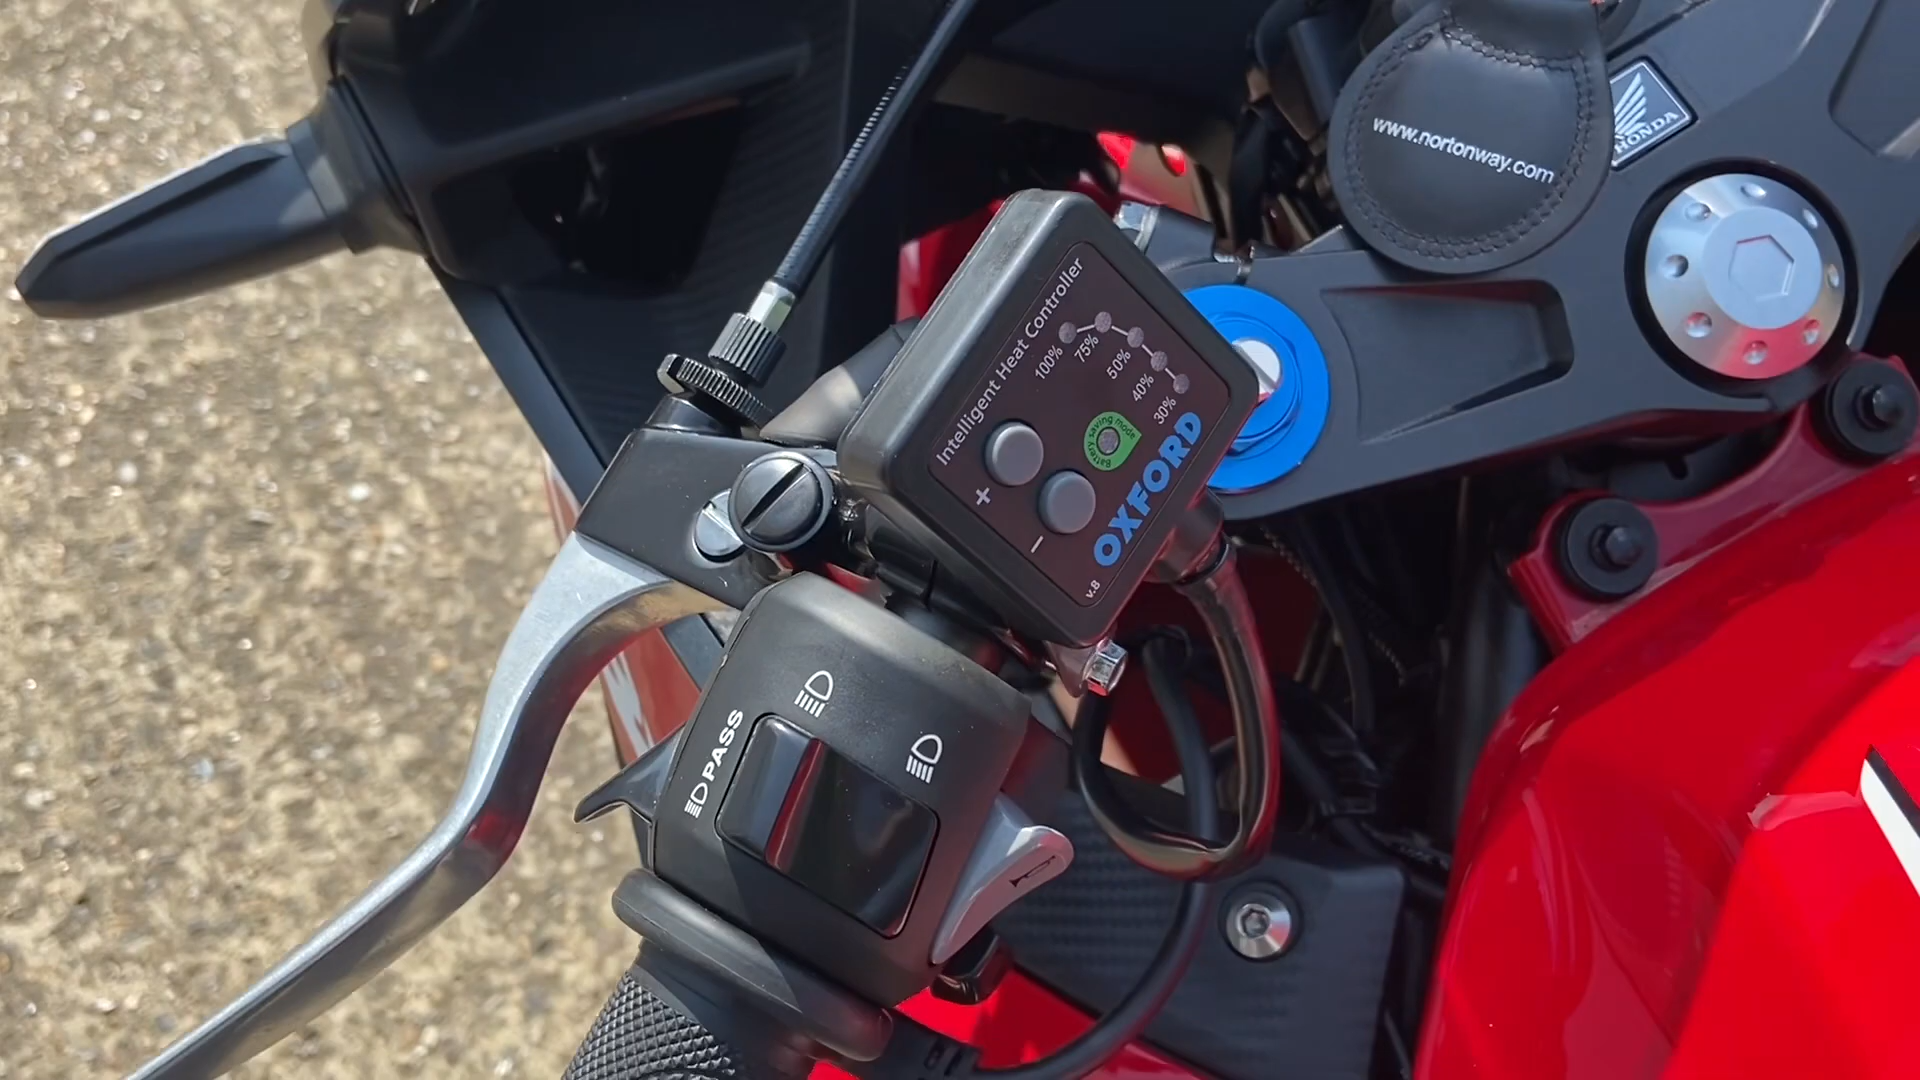 www.nortonway.com
HONDA
Intelligent Heat Controller
100%
75%
50%
40%
30%
Battery saving mode
+
−
OXFORD
v.8
PASS